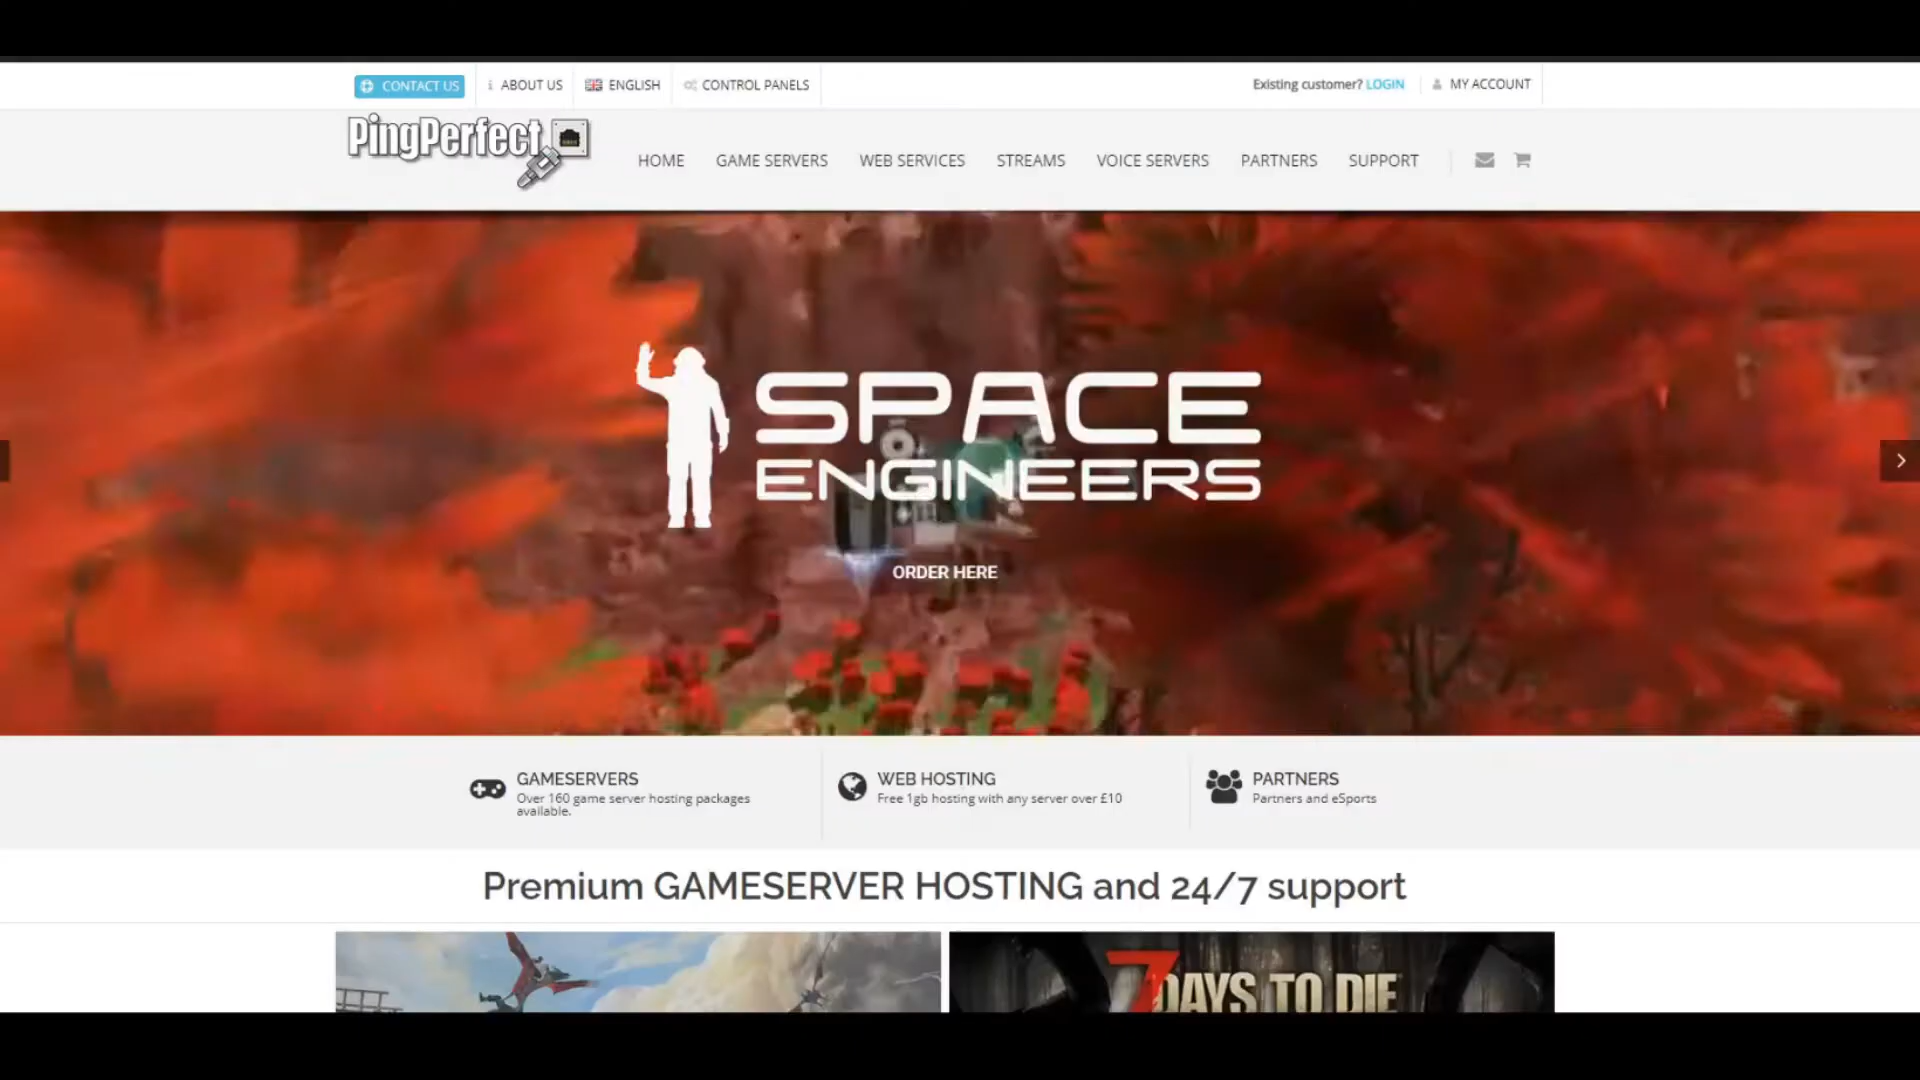 CONTACT US
ABOUT US
ENGLISH
CONTROL PANELS
Existing customer? LOGIN
MY ACCOUNT
PingPerfect
HOME
GAME SERVERS
WEB SERVICES
STREAMS
VOICE SERVERS
PARTNERS
SUPPORT
SPACE
ENGINEERS
ORDER HERE
GAMESERVERS
Over 160 game server hosting packages
available.
WEB HOSTING
Free 1gb hosting with any server over £10
PARTNERS
Partners and eSports
Premium GAMESERVER HOSTING and 24/7 support
7 DAYS TO DIE